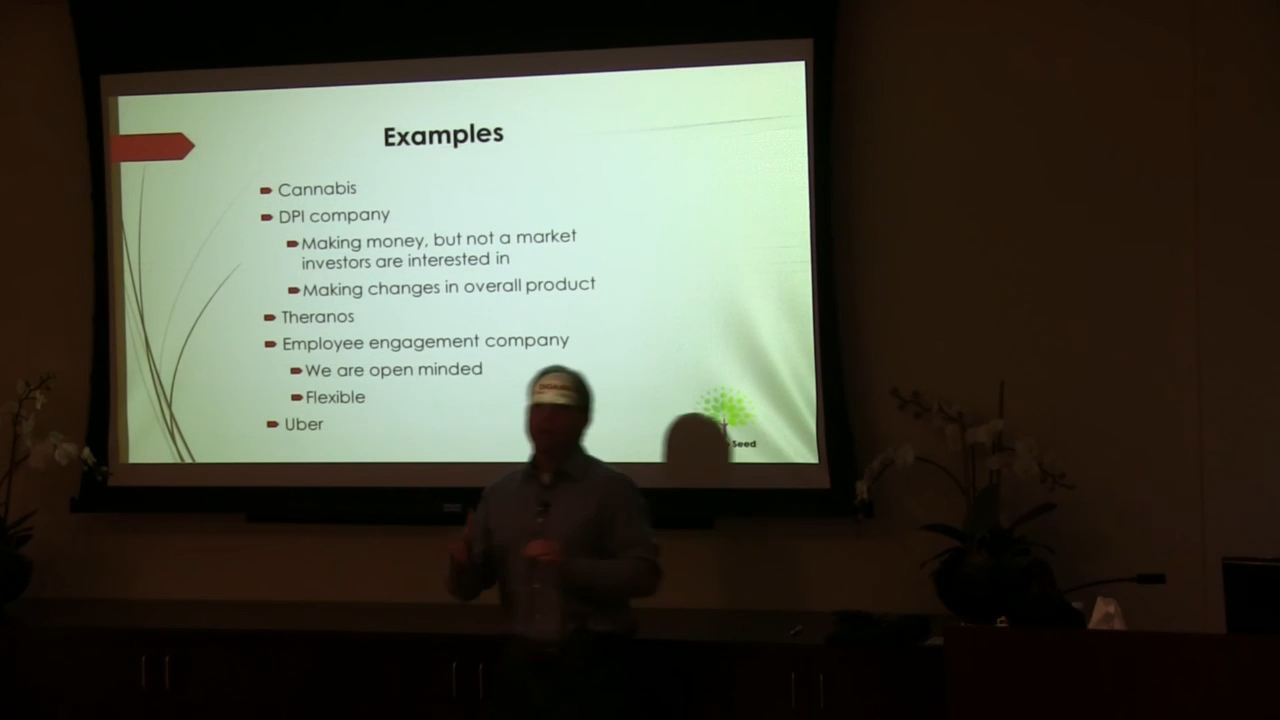 Examples
Cannabis
DPI company
Making money, but not a market
investors are interested in
Making changes in overall product
Theranos
Employee engagement company
We are open minded
Flexible
Uber
Seed